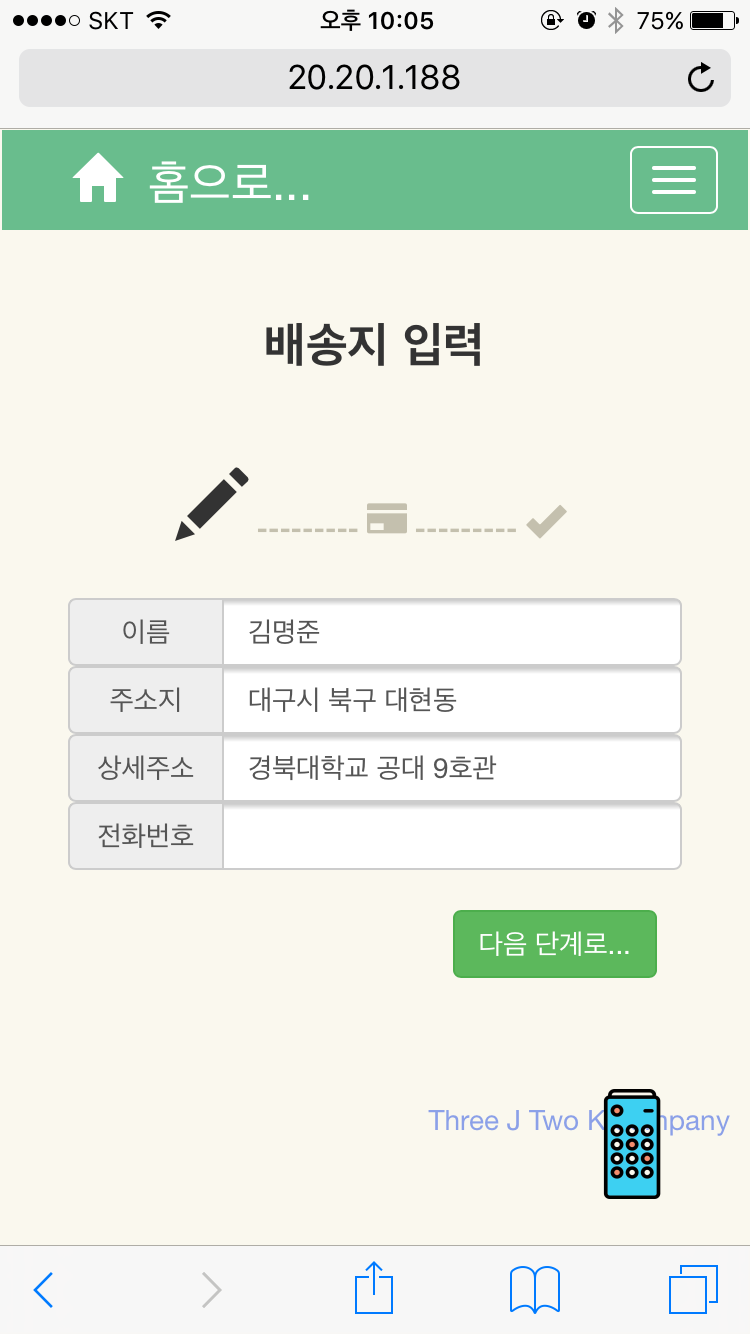 SKT 오후 10:05 75%
20.20.1.188
홈으로...
배송지 입력
이름 김명준
주소지 대구시 북구 대현동
상세주소 경북대학교 공대 9호관
전화번호
다음 단계로...
Three J Two K